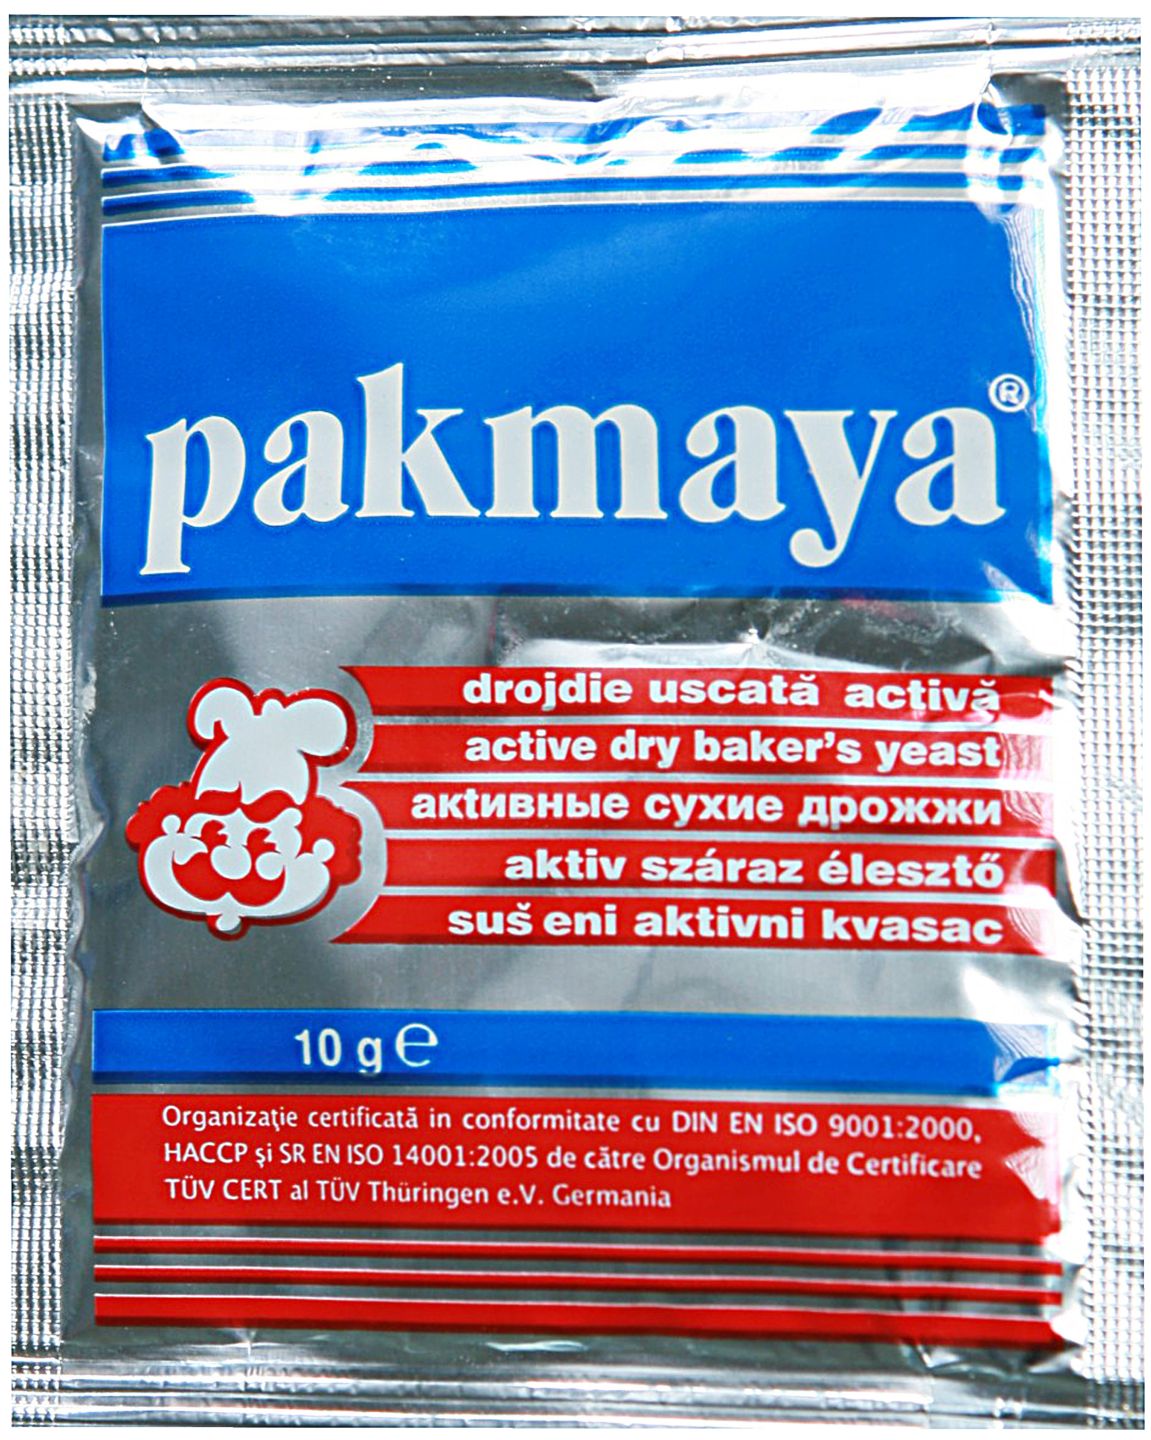 pakmaya®
drojdie uscată activă
active dry baker's yeast
акtивные сухие дрожжи
aktiv száraz élesztő
suš eni aktivni kvasac
10 g ℮
Organizaţie certificată in conformitate cu DIN EN ISO 9001:2000,
HACCP şi SR EN ISO 14001:2005 de către Organismul de Certificare
TÜV CERT al TÜV Thüringen e.V. Germania